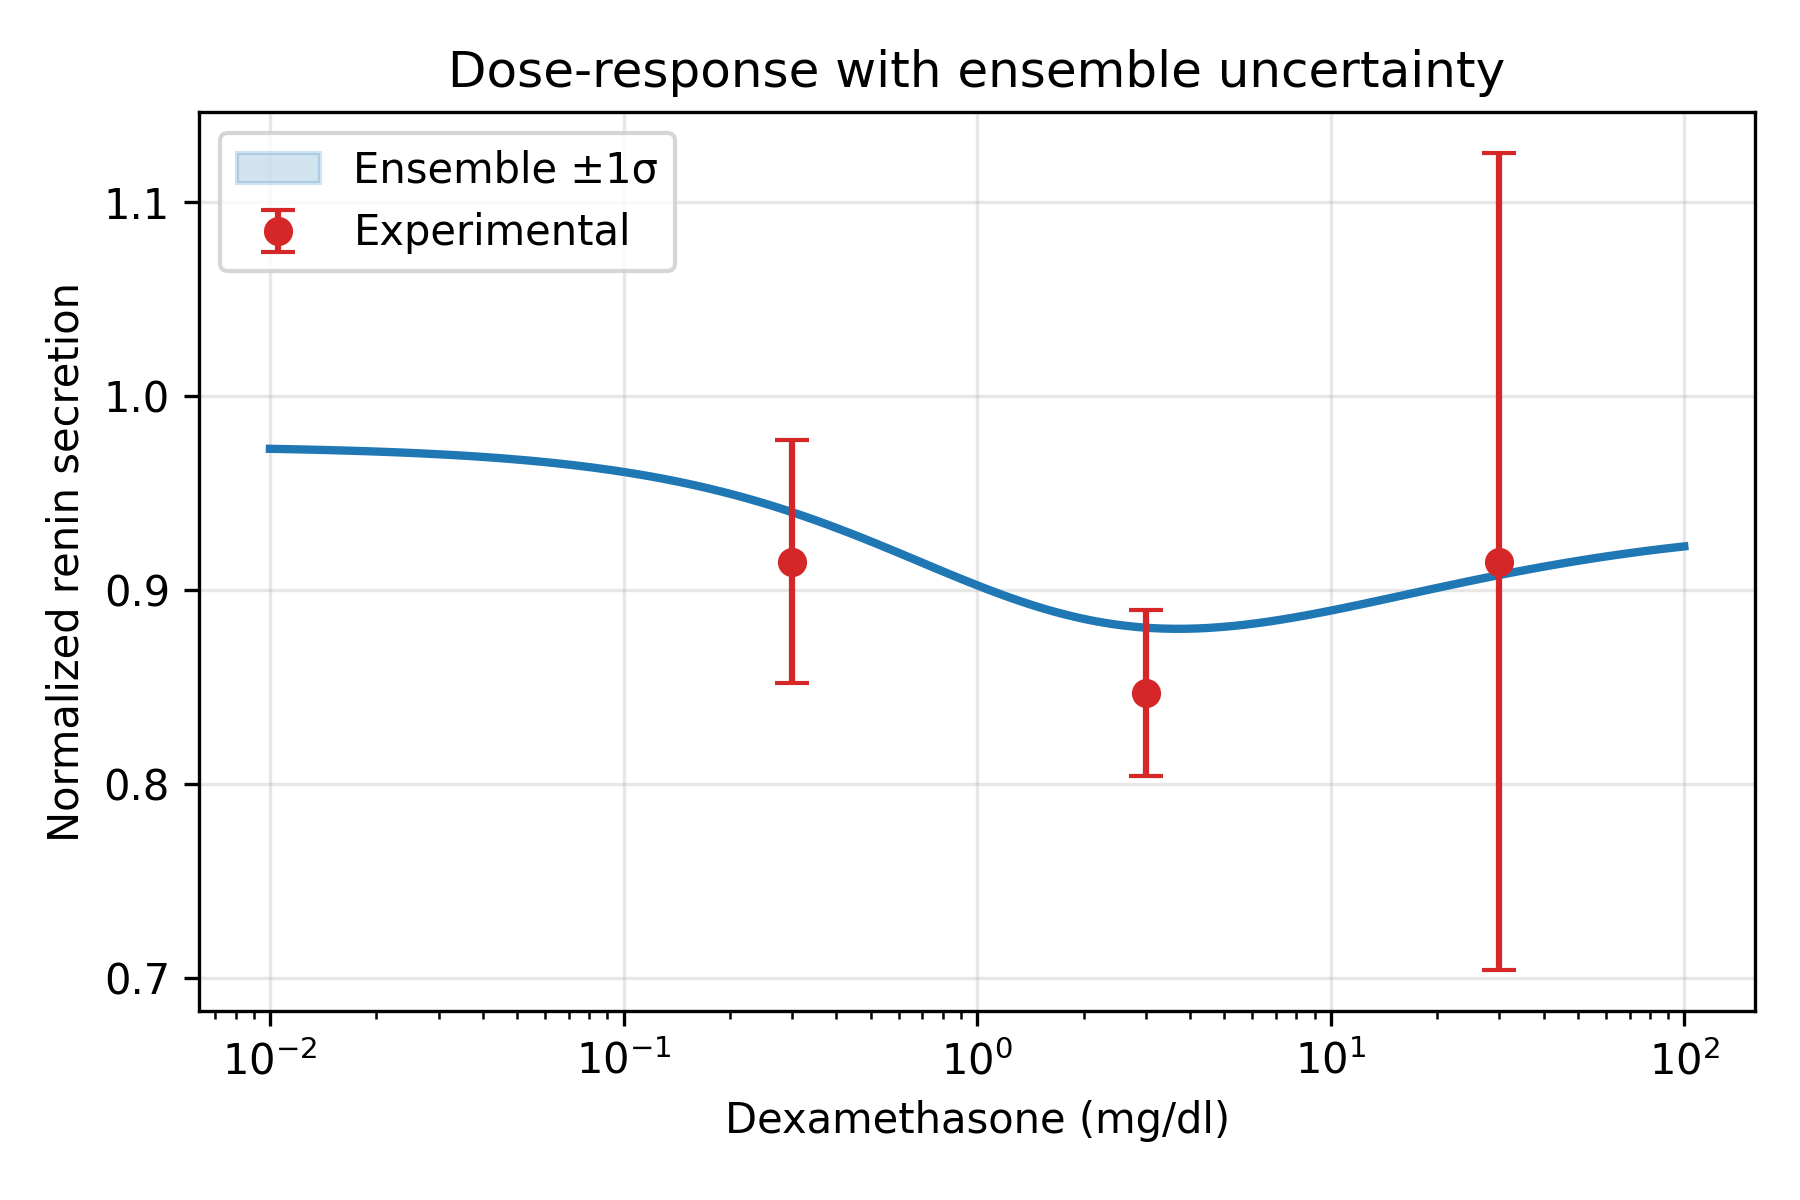 Dose-response with ensemble uncertainty
Ensemble ±1σ
Experimental
Normalized renin secretion
1.1
1.0
0.9
0.8
0.7
10⁻² 10⁻¹ 10⁰ 10¹ 10²
Dexamethasone (mg/dl)